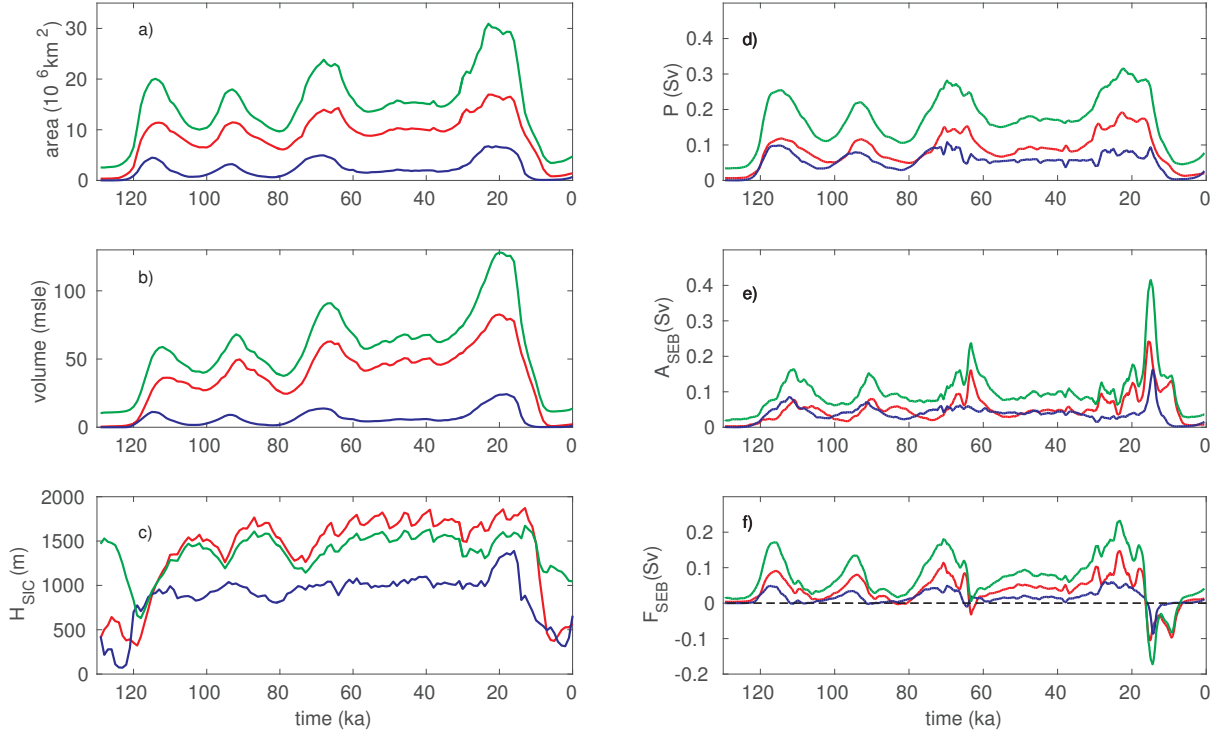 a)
area (10 ⁶km ²)
30
20
10
0
120 100 80 60 40 20 0
b)
volume (msle)
100
50
0
120 100 80 60 40 20 0
c)
H_SIC (m)
2000
1500
1000
500
0
120 100 80 60 40 20 0
time (ka)
d)
P (Sv)
0.4
0.3
0.2
0.1
0
120 100 80 60 40 20 0
e)
A_SEB(Sv)
0.4
0.3
0.2
0.1
0
120 100 80 60 40 20 0
f)
F_SEB(Sv)
0.2
0.1
0
-0.1
0.2
120 100 80 60 40 20 0
time (ka)